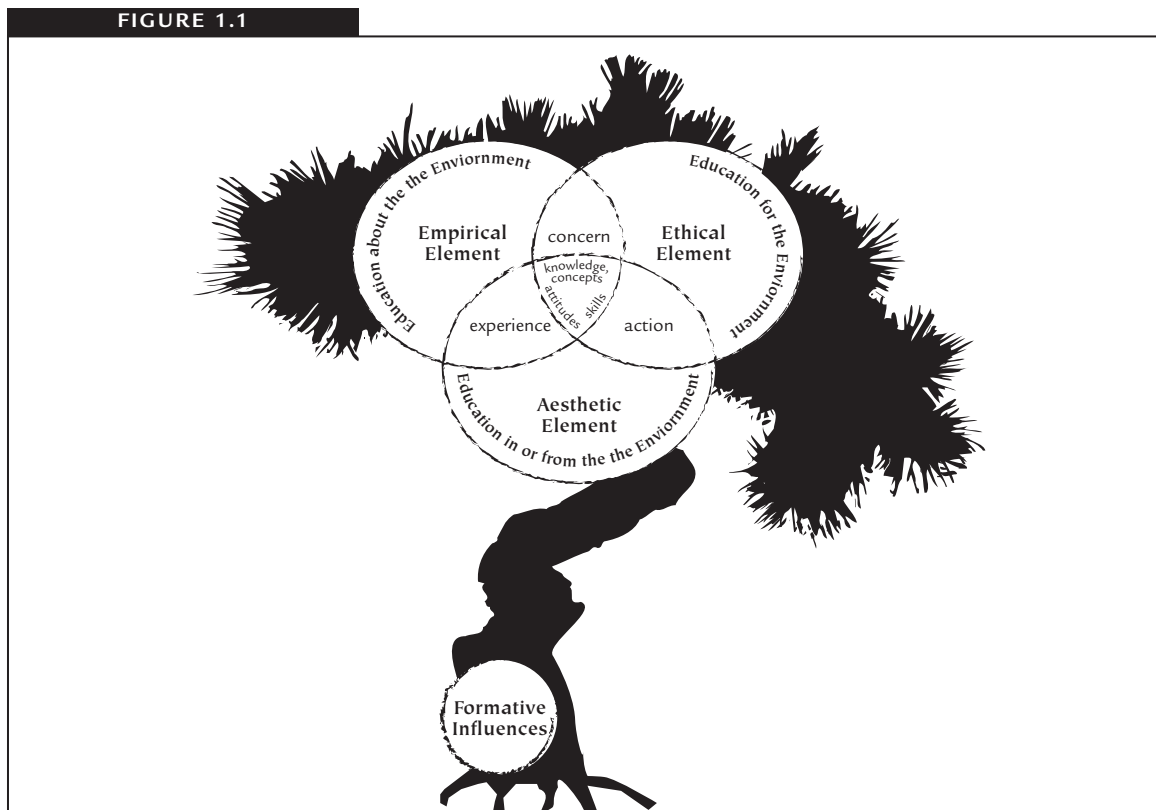 FIGURE 1.1
Education about the the Enviornment
Empirical
Element
concern
Ethical
Element
Education for the Enviornment
knowledge,
concepts
attitudes
skills
experience
action
Aesthetic
Element
Education in or from the the Enviornment
Formative
Influences